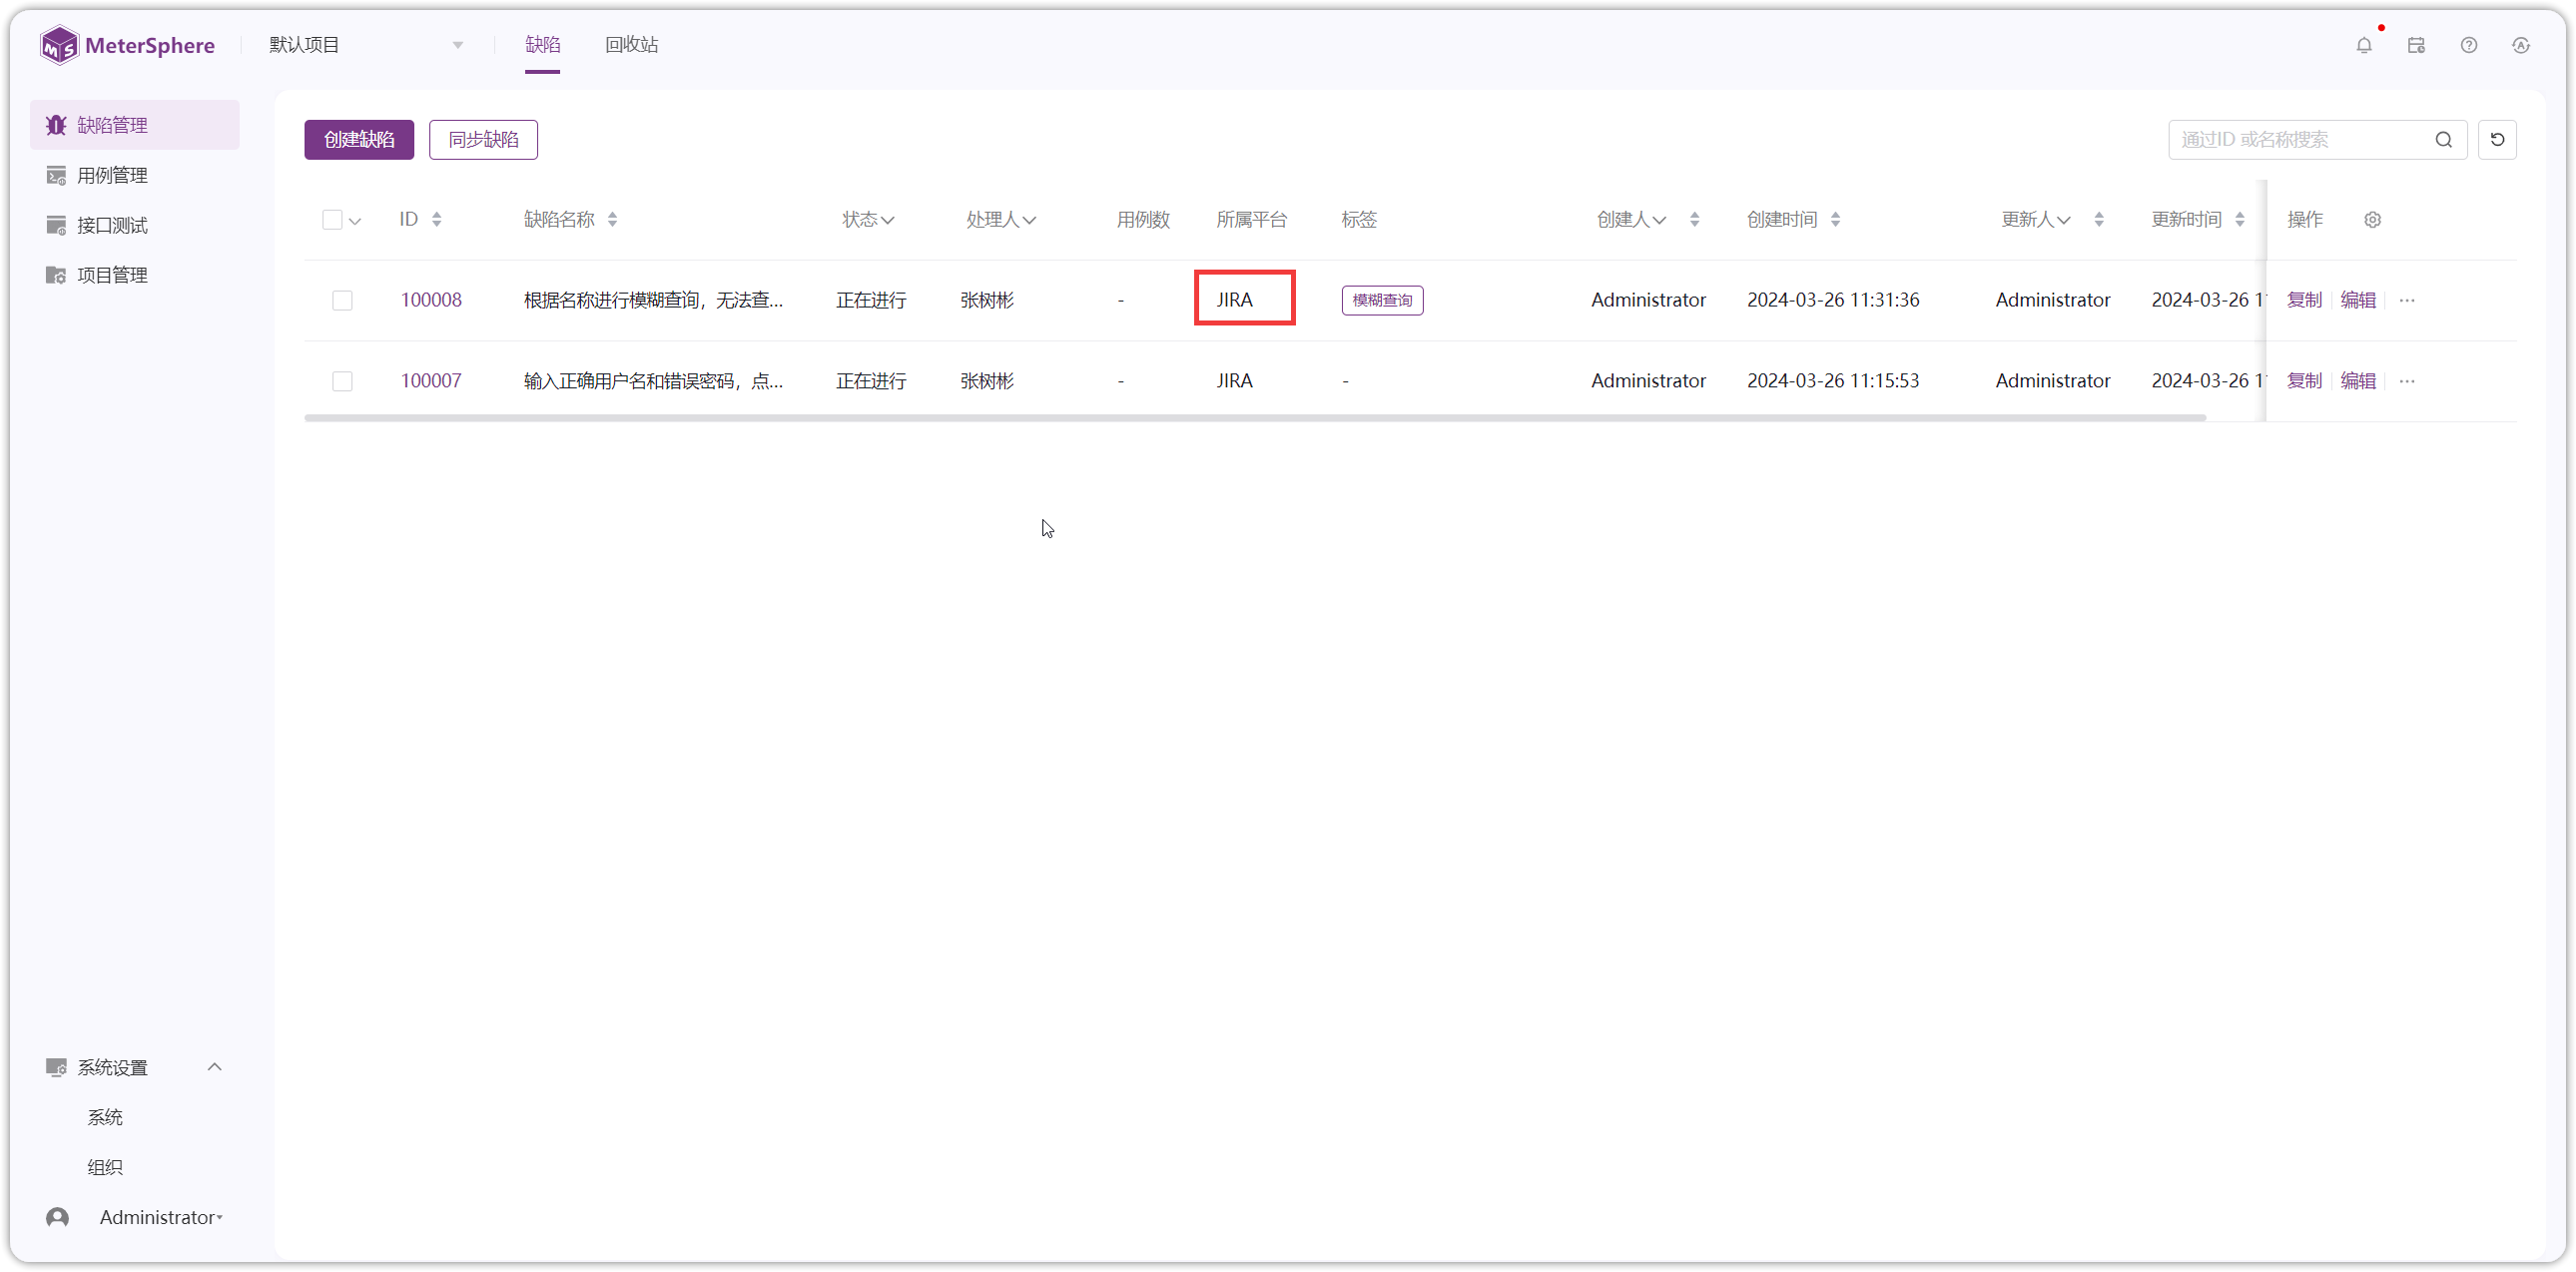 MeterSphere 默认项目 缺陷 回收站
缺陷管理
用例管理
接口测试
项目管理
创建缺陷 同步缺陷 通过ID 或名称搜索
ID 缺陷名称 状态 处理人 用例数 所属平台 标签 创建人 创建时间 更新人 更新时间 操作
100008 根据名称进行模糊查询，无法查... 正在进行 张树彬 - JIRA 模糊查询 Administrator 2024-03-26 11:31:36 Administrator 2024-03-26 1 复制 编辑 ...
100007 输入正确用户名和错误密码，点... 正在进行 张树彬 - JIRA - Administrator 2024-03-26 11:15:53 Administrator 2024-03-26 1 复制 编辑 ...
系统设置
系统
组织
Administrator